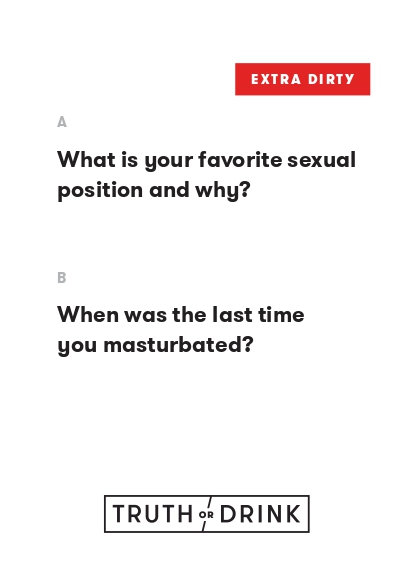 EXTRA DIRTY
A
What is your favorite sexual
position and why?
B
When was the last time
you masturbated?
TRUTH OR DRINK